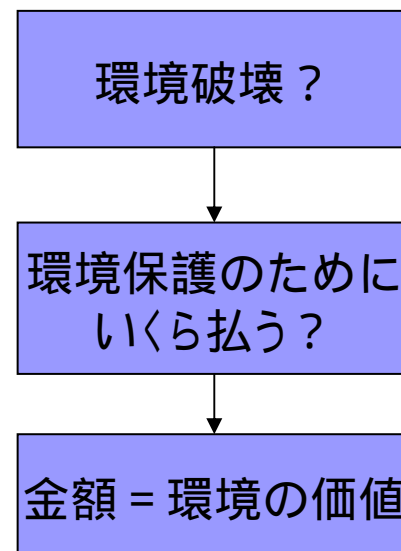 環境破壊？
環境保護のために
いくら払う？
金額＝環境の価値